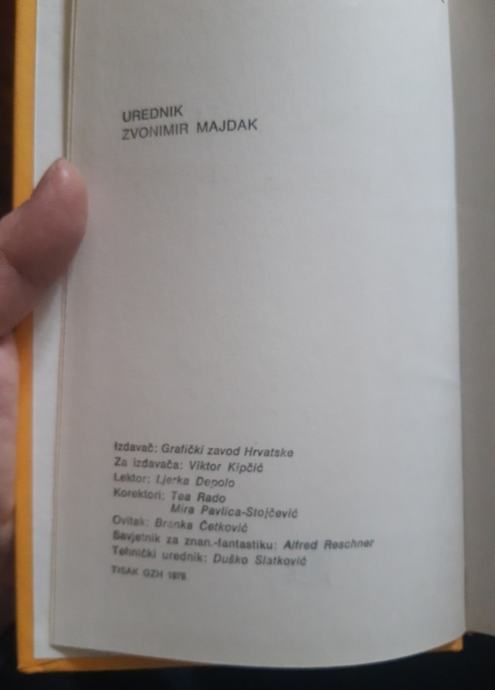 UREDNIK
ZVONIMIR MAJDAK
Izdavač: Grafički zavod Hrvatske
Za izdavača: Viktor Kipčić
Lektor: Ljerka Depolo
Korektori: Tea Rado
Mira Pavlica-Stojčević
Ovitak: Branka Četković
Savjetnik za znan.-fantastiku: Alfred Reschner
Tehnički urednik: Duško Slatković
TISAK GZH 1978